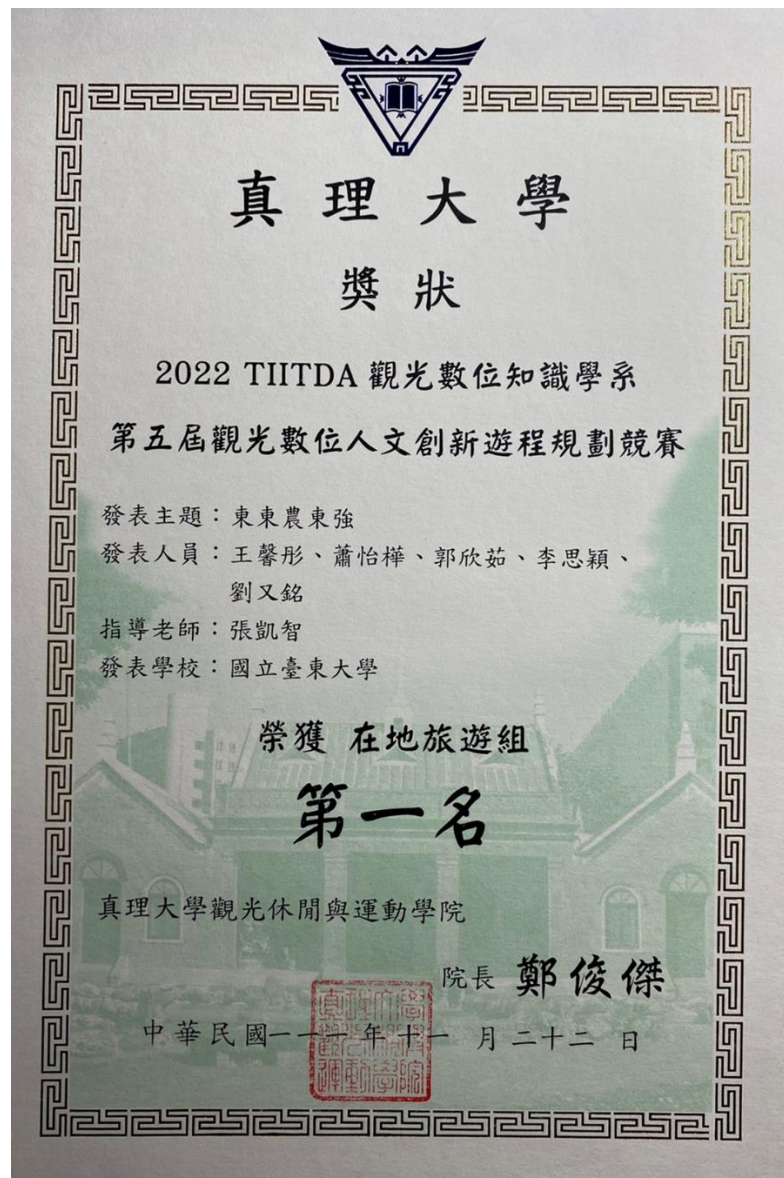 真理大學
獎狀
2022 TIITDA 觀光數位知識學系
第五屆觀光數位人文創新遊程規劃競賽
發表主題：東東農東強
發表人員：王馨彤、蕭怡樺、郭欣茹、李思穎、
劉又銘
指導老師：張凱智
發表學校：國立臺東大學
榮獲 在地旅遊組
第一名
真理大學觀光休閒與運動學院
院長 鄭俊傑
中華民國一一一年十一月二十二日